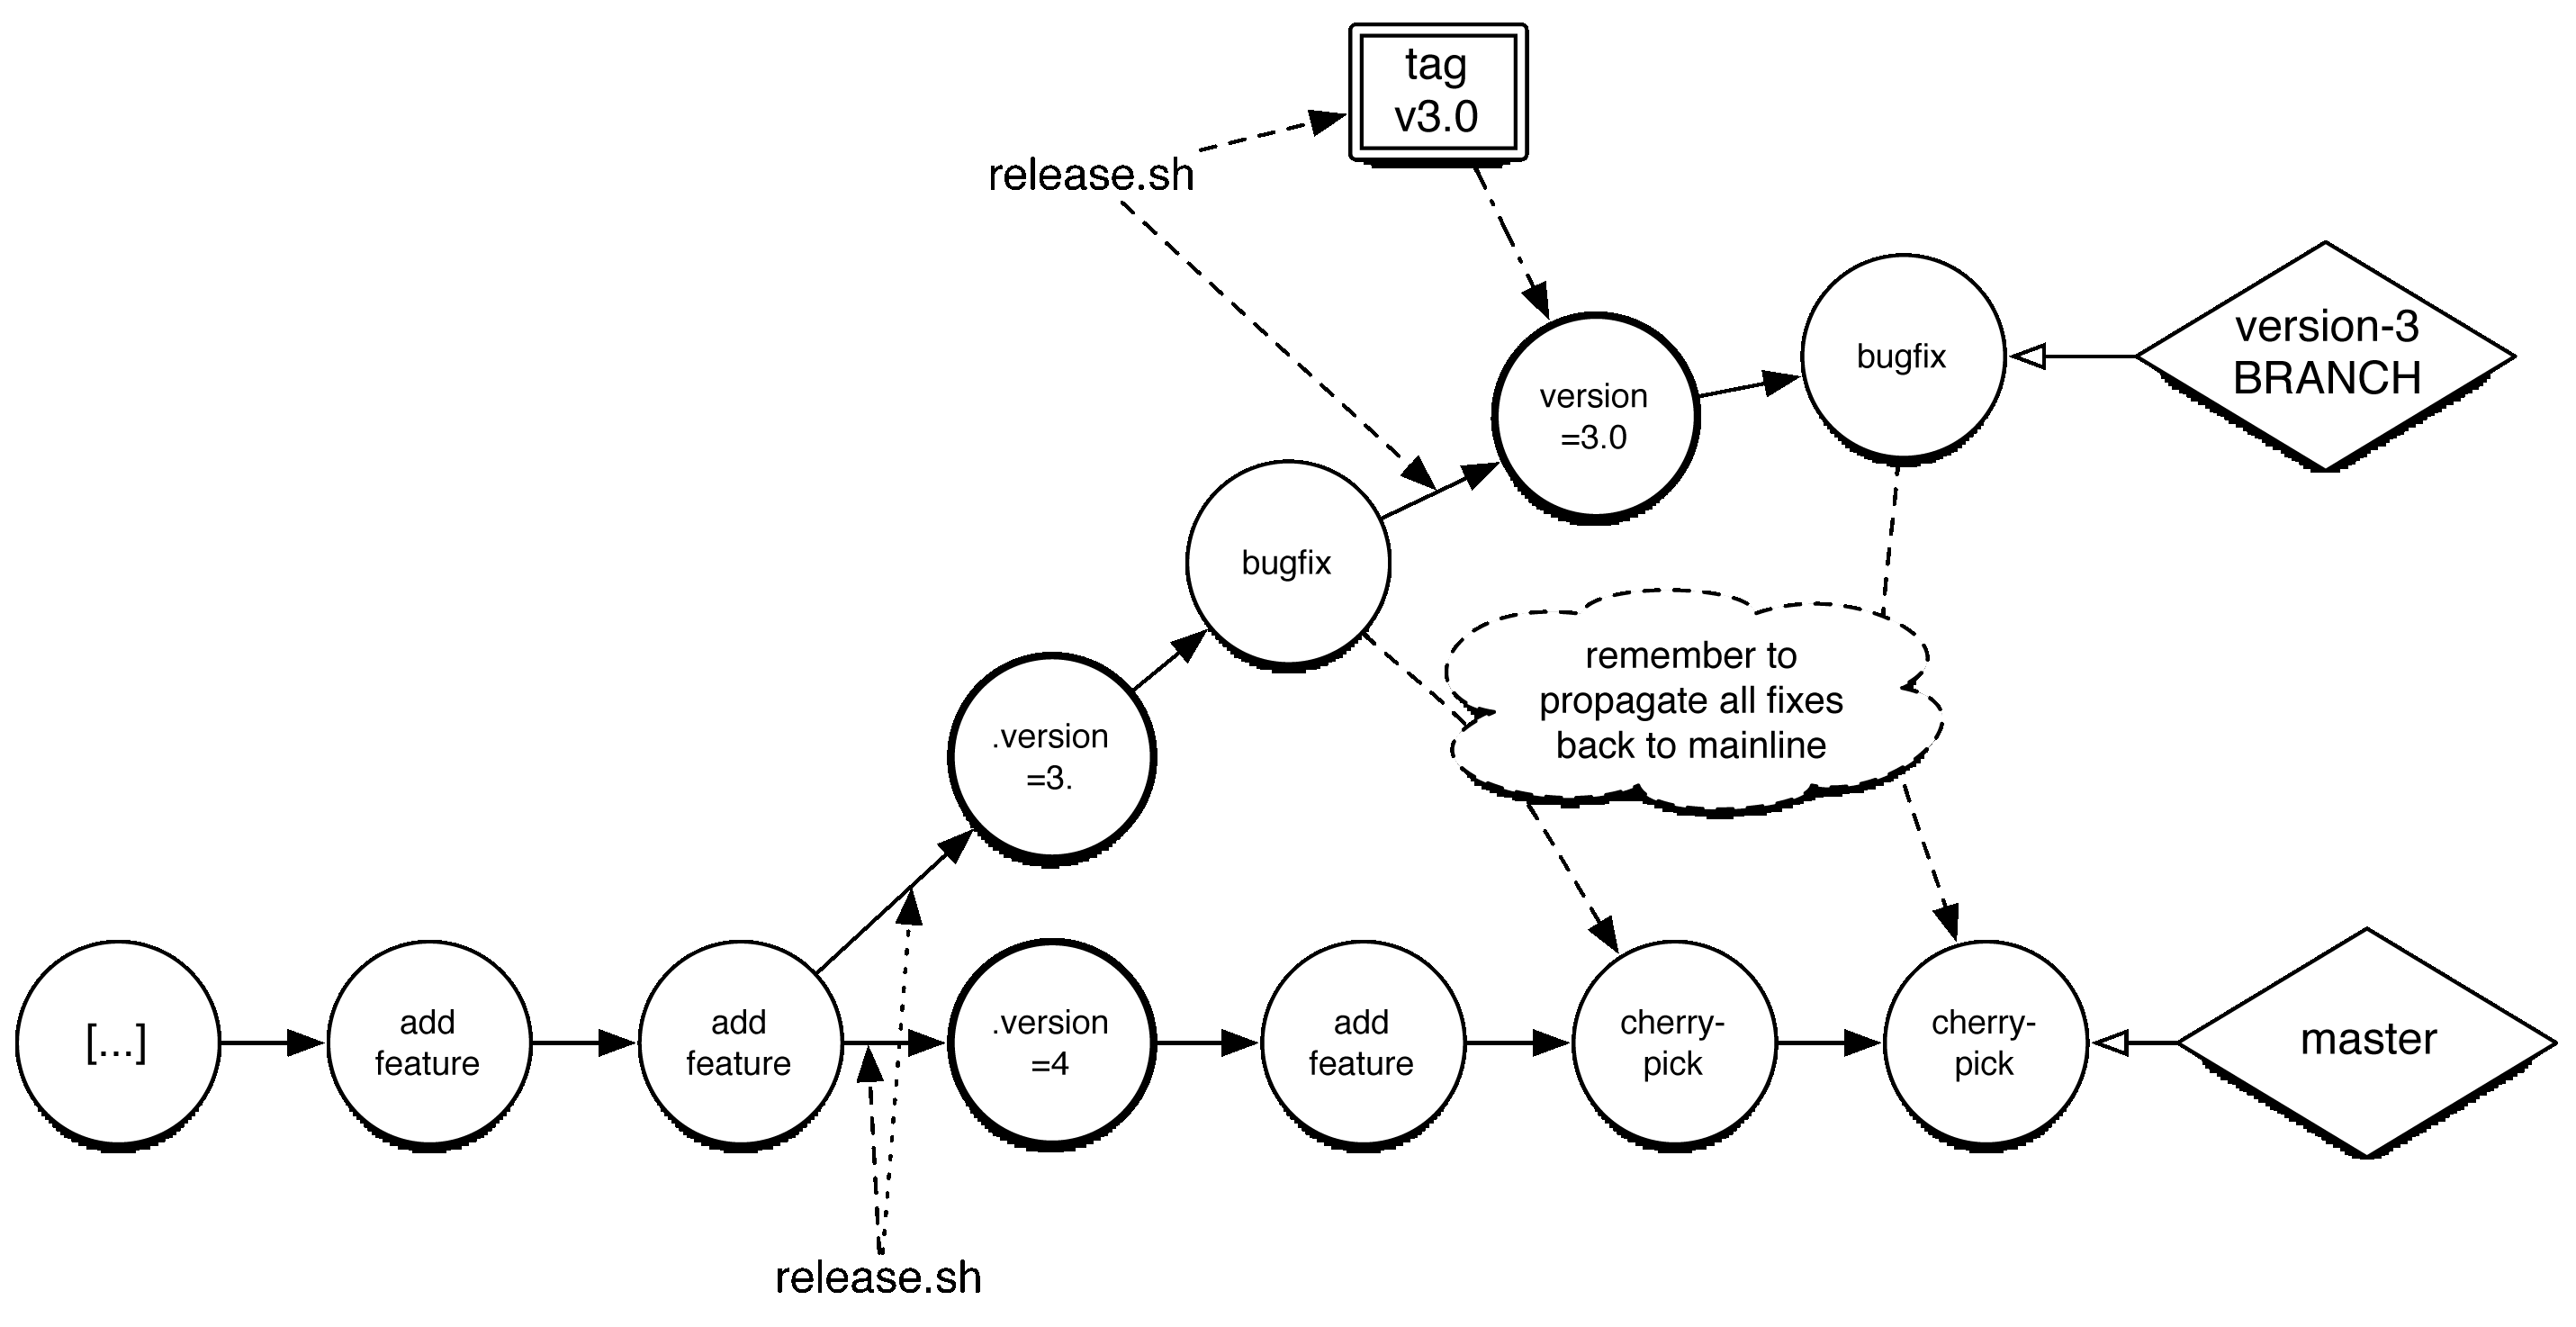 tag
v3.0
release.sh
version
=3.0
bugfix
version-3
BRANCH
bugfix
remember to
propagate all fixes
back to mainline
.version
=3.
[...]
add
feature
add
feature
.version
=4
add
feature
cherry-
pick
cherry-
pick
master
release.sh